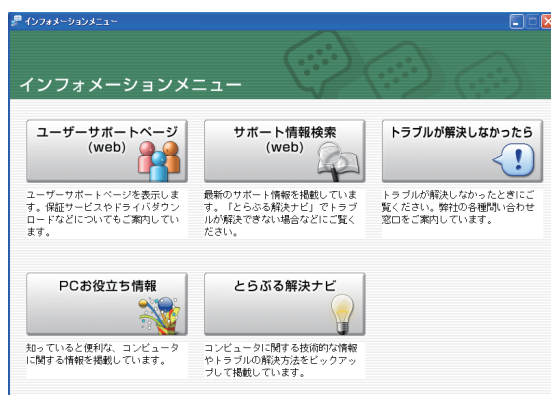 インフォメーションメニュー
インフォメーションメニュー
ユーザーサポートページ
(web)
サポート情報検索
(web)
トラブルが解決しなかったら
ユーザーサポートページを表示しま
す。保証サービスやドライバダウン
ロードなどについてもご案内してい
ます。
最新のサポート情報を掲載していま
す。「とらぶる解決ナビ」でトラブ
ルが解決できない場合などにご覧く
ださい。
トラブルが解決しなかったときにご
覧ください。弊社の各種問い合わせ
窓口をご案内しています。
PCお役立ち情報
とらぶる解決ナビ
知っていると便利な、コンピュータ
に関する情報を掲載しています。
コンピュータに関する技術的な情報
やトラブルの解決方法をピックアッ
プして掲載しています。